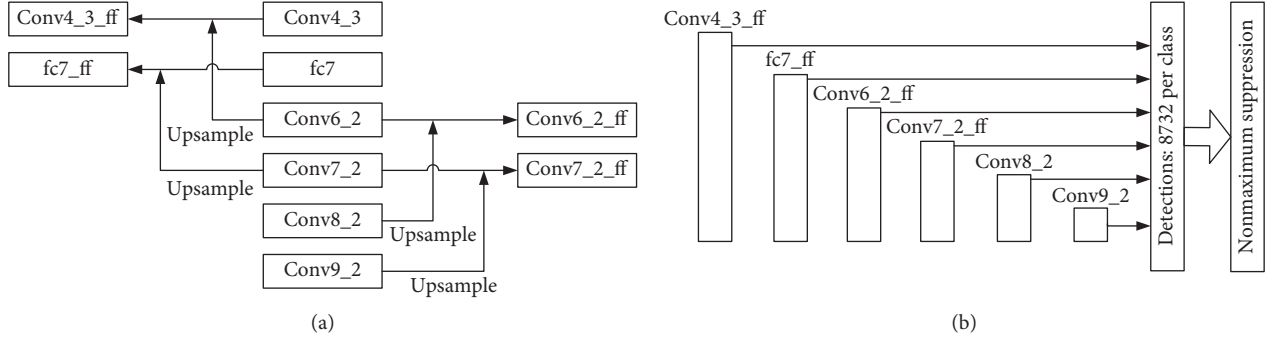 Conv4_3_ff
Conv4_3
fc7_ff
fc7
Conv6_2
Upsample
Conv6_2_ff
Conv7_2
Upsample
Conv7_2_ff
Conv8_2
Upsample
Conv9_2
Upsample
(a)
Conv4_3_ff
fc7_ff
Conv6_2_ff
Conv7_2_ff
Conv8_2
Conv9_2
Detections: 8732 per class
Nonmaximum suppression
(b)